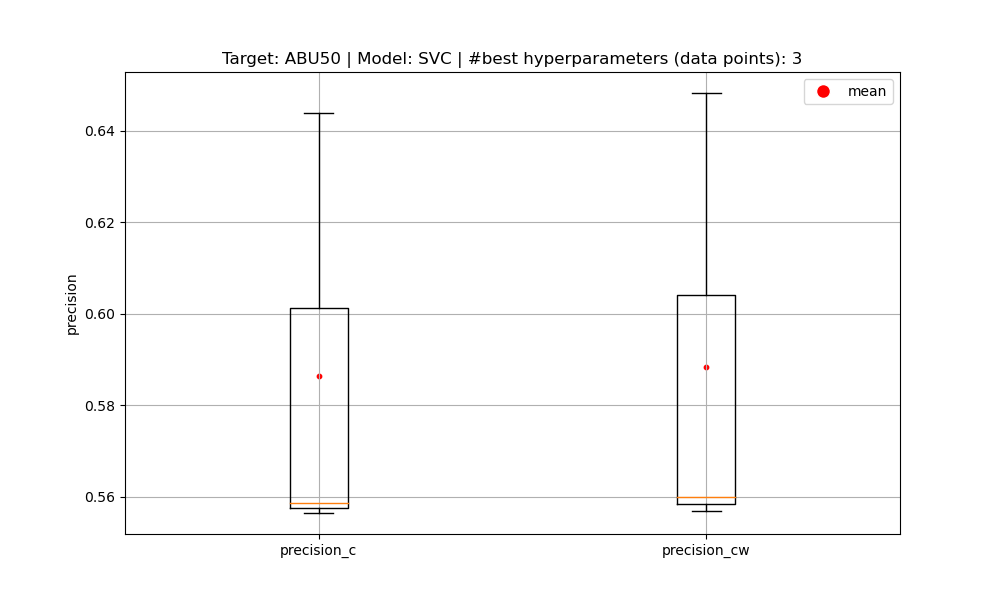 Target: ABU50 | Model: SVC | #best hyperparameters (data points): 3
mean
0.64
0.62
0.60
0.58
0.56
precision
precision_c
precision_cw